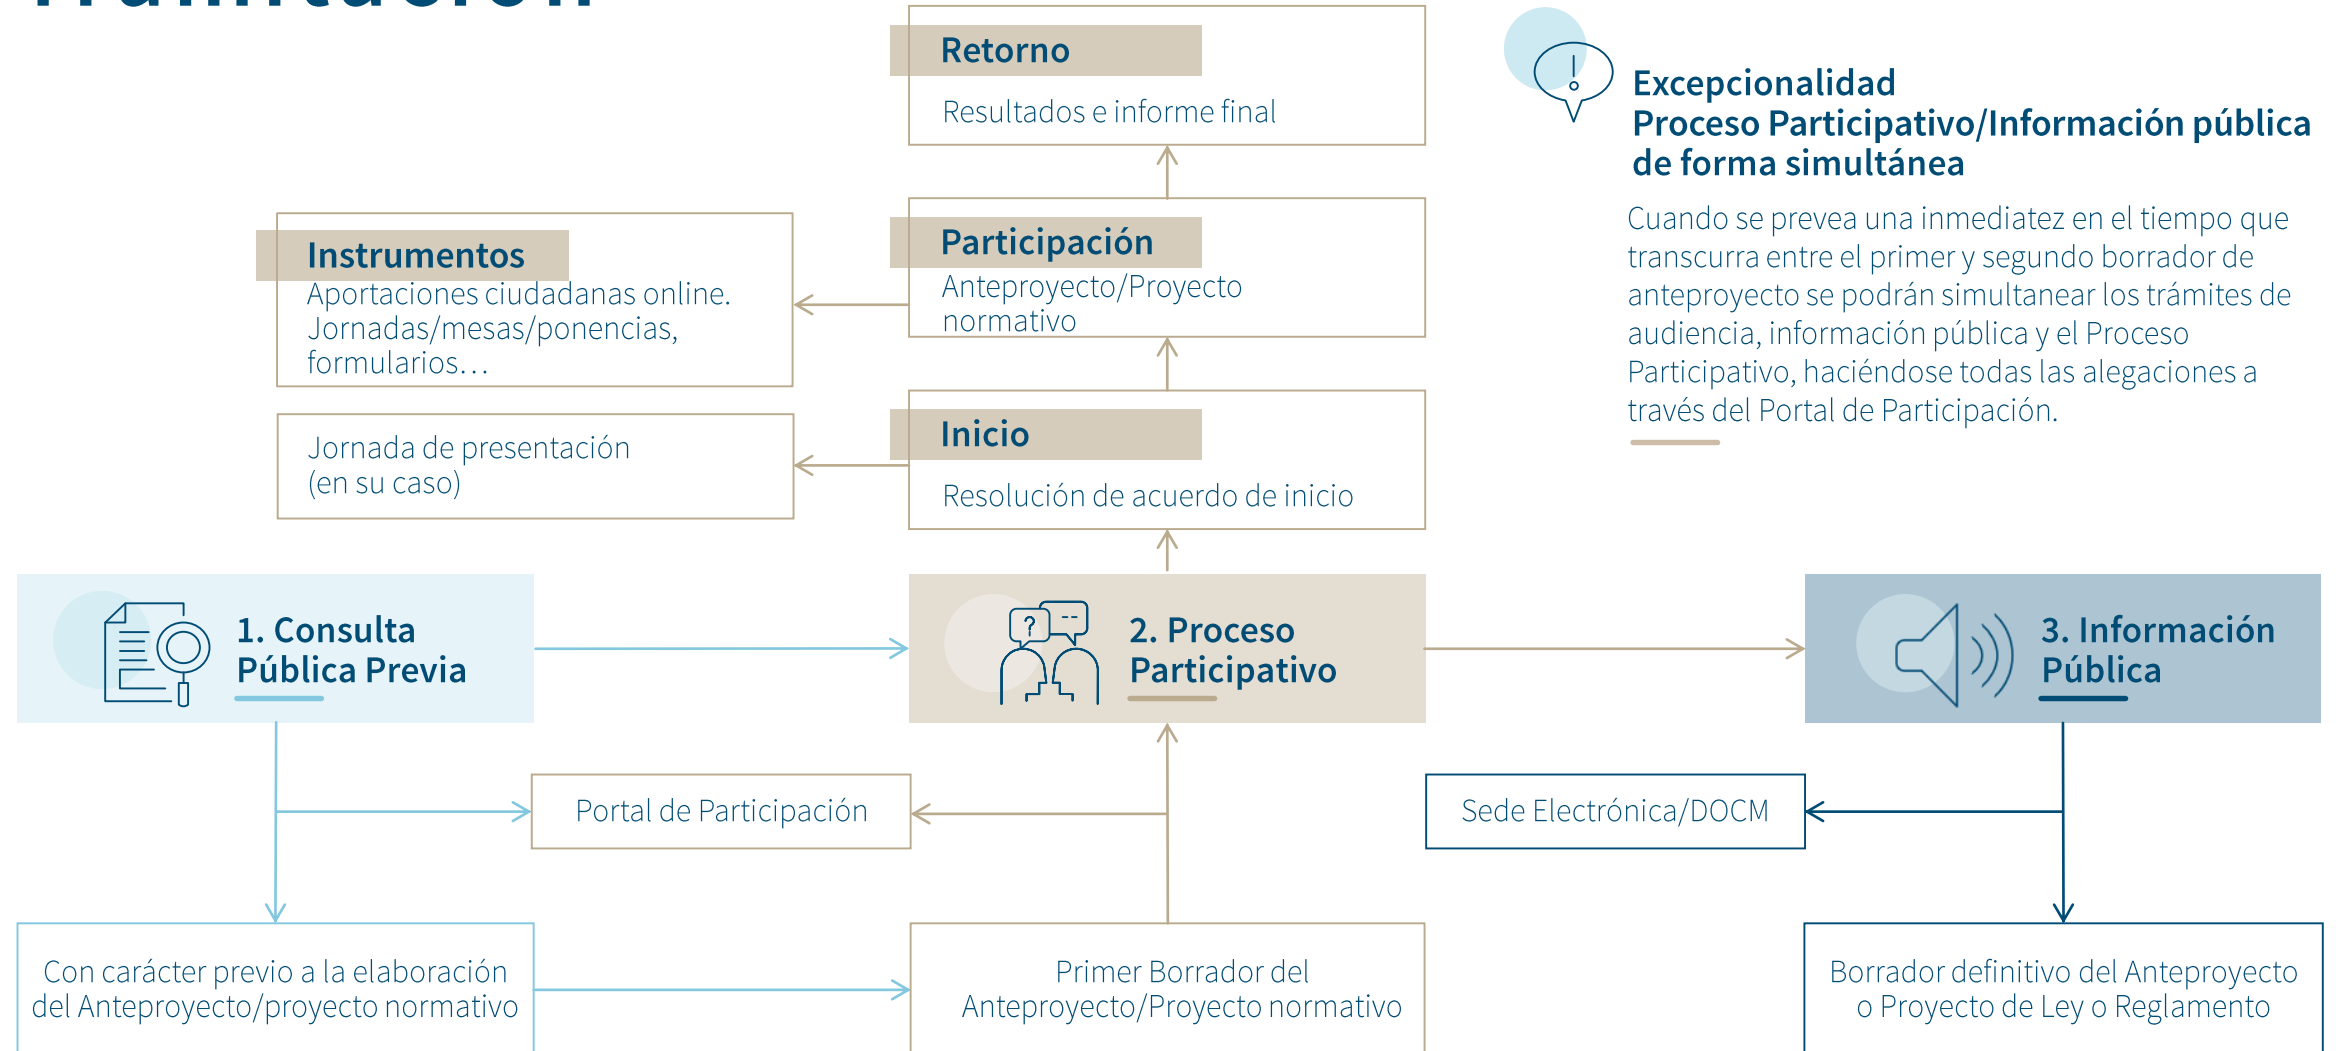 Tramitación
Retorno
Resultados e informe final
Excepcionalidad
Proceso Participativo/Información pública
de forma simultánea
Cuando se prevea una inmediatez en el tiempo que
transcurra entre el primer y segundo borrador de
anteproyecto se podrán simultanear los trámites de
audiencia, información pública y el Proceso
Participativo, haciéndose todas las alegaciones a
través del Portal de Participación.
Instrumentos
Aportaciones ciudadanas online.
Jornadas/mesas/ponencias,
formularios…
Participación
Anteproyecto/Proyecto
normativo
Jornada de presentación
(en su caso)
Inicio
Resolución de acuerdo de inicio
1. Consulta
Pública Previa
?
--
2. Proceso
Participativo
3. Información
Pública
Portal de Participación
Sede Electrónica/DOCM
Con carácter previo a la elaboración
del Anteproyecto/proyecto normativo
Primer Borrador del
Anteproyecto/Proyecto normativo
Borrador definitivo del Anteproyecto
o Proyecto de Ley o Reglamento